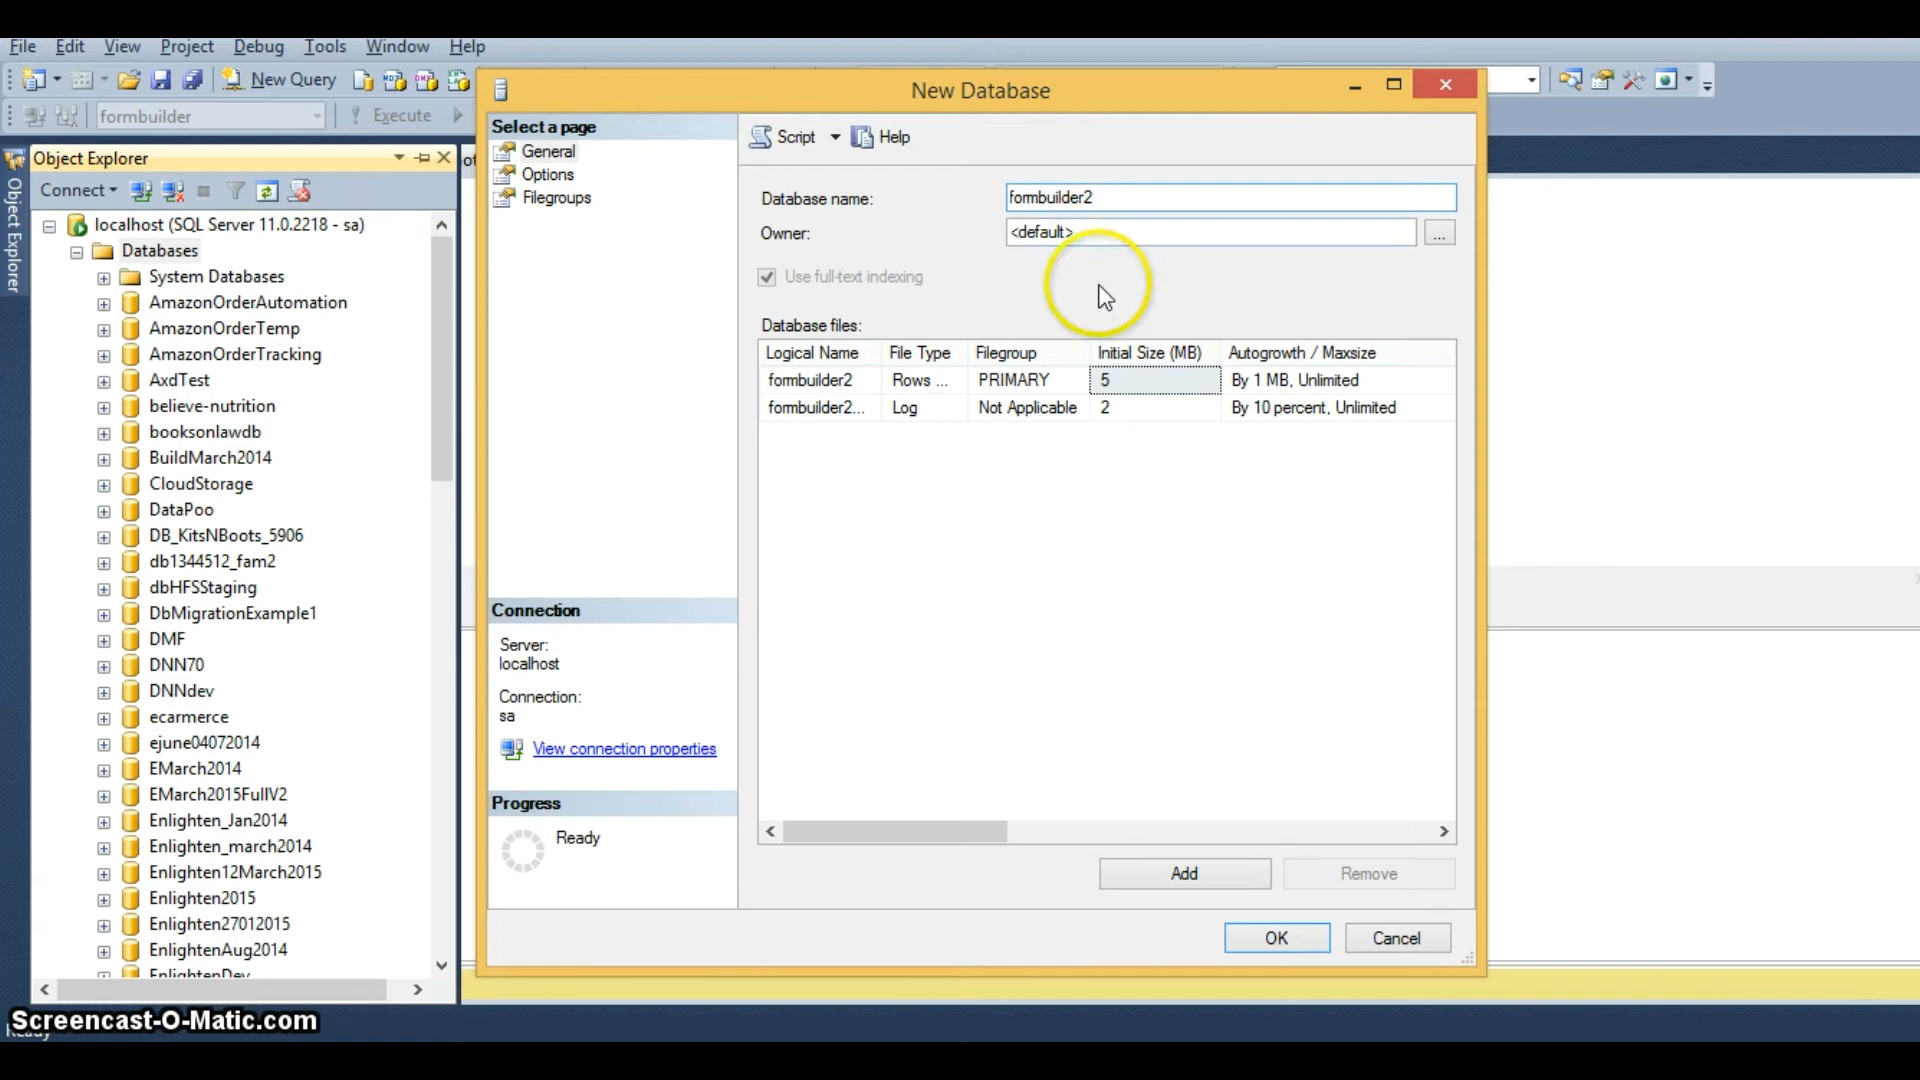 File Edit View Project Debug Tools Window Help
New Query
formbuilder
Execute
Object Explorer
Object Explorer
Connect
localhost (SQL Server 11.0.2218 - sa)
Databases
System Databases
AmazonOrderAutomation
AmazonOrderTemp
AmazonOrderTracking
AxdTest
believe-nutrition
booksonlawdb
BuildMarch2014
CloudStorage
DataPoo
DB_KitsNBoots_5906
db1344512_fam2
dbHFSStaging
DbMigrationExample1
DMF
DNN70
DNNdev
ecarmerce
ejune04072014
EMarch2014
EMarch2015FullV2
Enlighten_Jan2014
Enlighten_march2014
Enlighten12March2015
Enlighten2015
Enlighten27012015
EnlightenAug2014
EnlightenDev
New Database
Select a page
General
Options
Filegroups
Connection
Server:
localhost
Connection:
sa
View connection properties
Progress
Ready
Script Help
Database name: formbuilder2
Owner: <default> ...
Use full-text indexing
Database files:
Logical Name File Type Filegroup Initial Size (MB) Autogrowth / Maxsize
formbuilder2 Rows ... PRIMARY 5 By 1 MB, Unlimited
formbuilder2... Log Not Applicable 2 By 10 percent, Unlimited
Add Remove
OK Cancel
Screencast-O-Matic.com
Ready